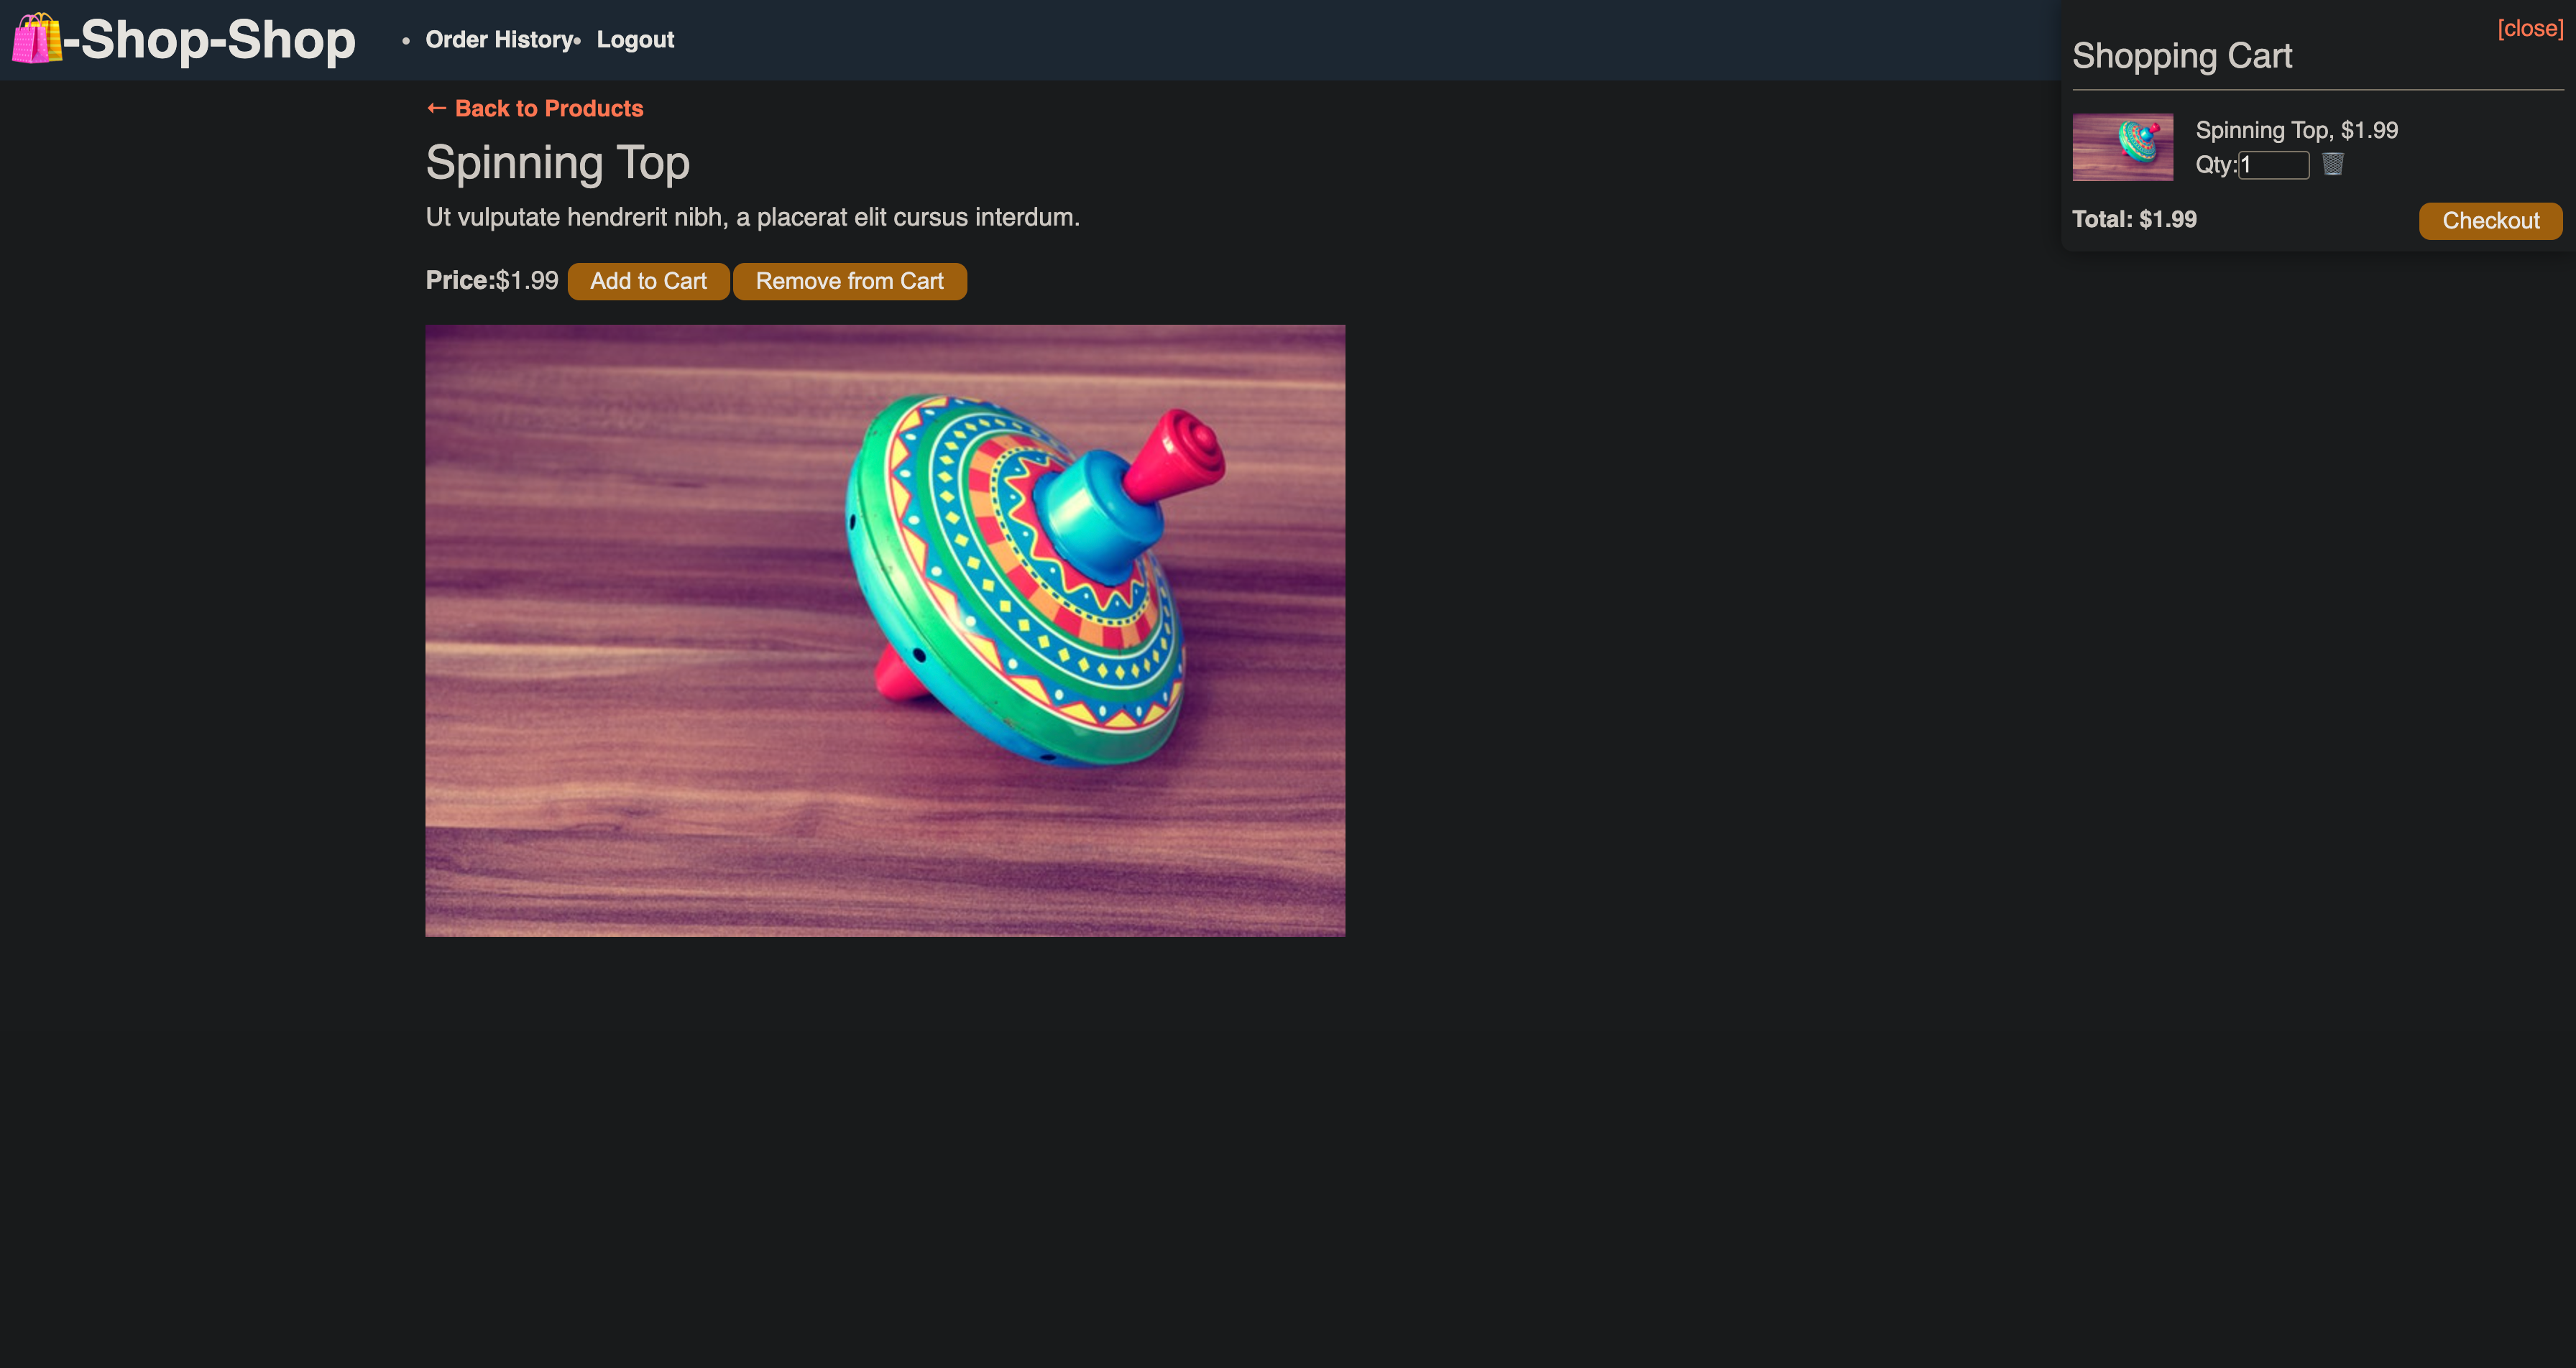 -Shop-Shop
Order History
Logout
← Back to Products
Spinning Top
Ut vulputate hendrerit nibh, a placerat elit cursus interdum.
Price:$1.99 Add to Cart Remove from Cart
[close]
Shopping Cart
Spinning Top, $1.99
Qty:1
Total: $1.99 Checkout